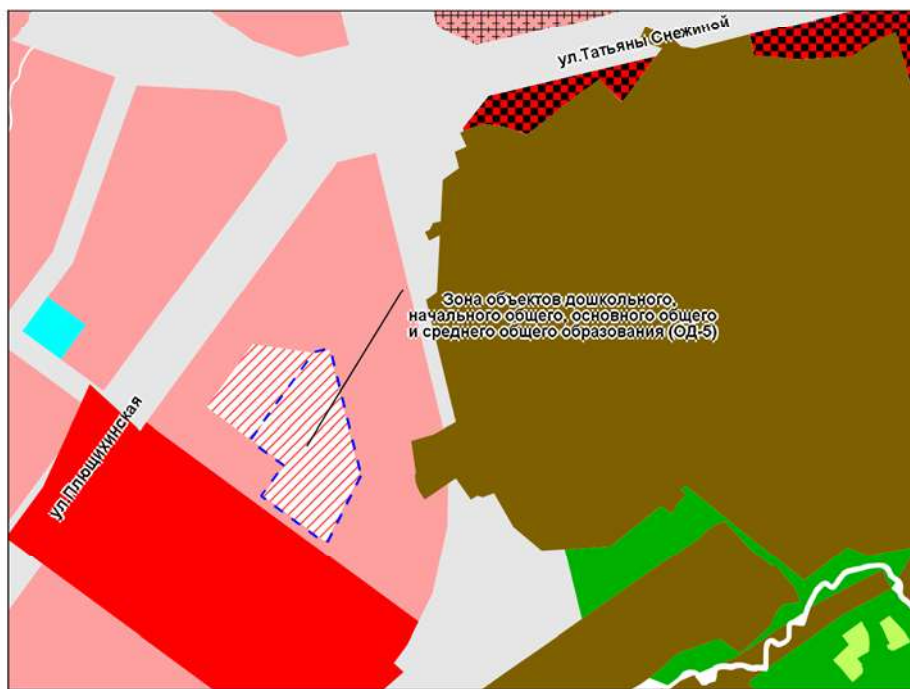 ул.Татьяны Снежиной
Зона объектов дошкольного,
начального общего, основного общего
и среднего общего образования (ОД-5)
ул.Плющихинская